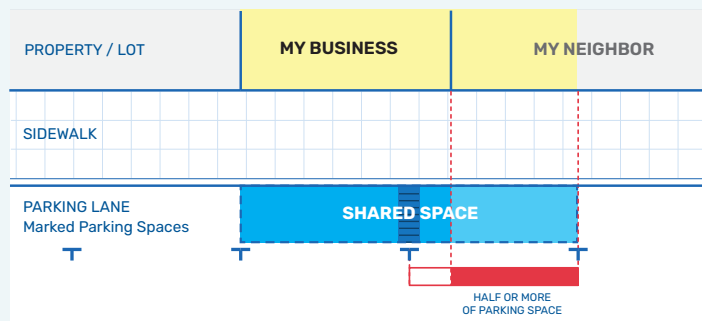 PROPERTY / LOT
MY BUSINESS
MY NEIGHBOR
SIDEWALK
PARKING LANE
Marked Parking Spaces
SHARED SPACE
HALF OR MORE
OF PARKING SPACE